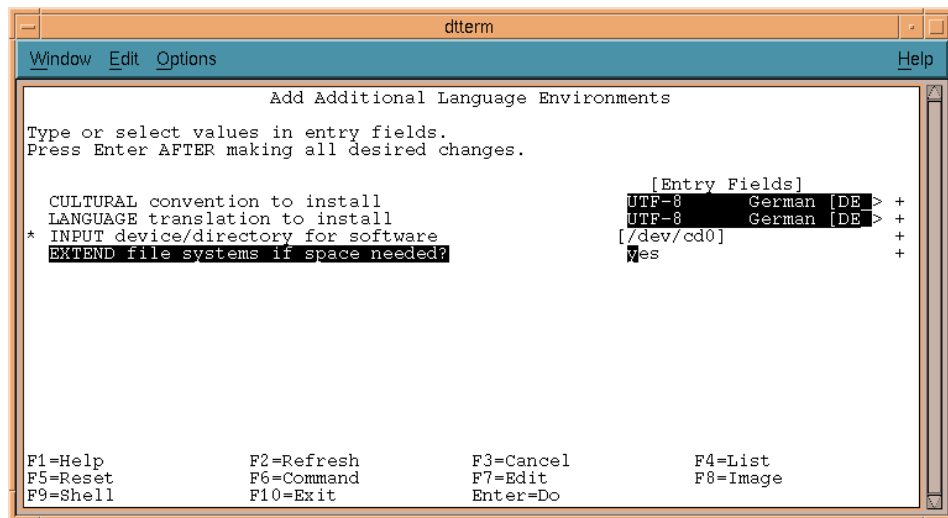 dtterm
Window Edit Options Help
Add Additional Language Environments
Type or select values in entry fields.
Press Enter AFTER making all desired changes.
[Entry Fields]
CULTURAL convention to install UTF-8 German [DE_> +
LANGUAGE translation to install UTF-8 German [DE_> +
* INPUT device/directory for software [/dev/cd0] +
EXTEND file systems if space needed? yes +
F1=Help F2=Refresh F3=Cancel F4=List
F5=Reset F6=Command F7=Edit F8=Image
F9=Shell F10=Exit Enter=Do